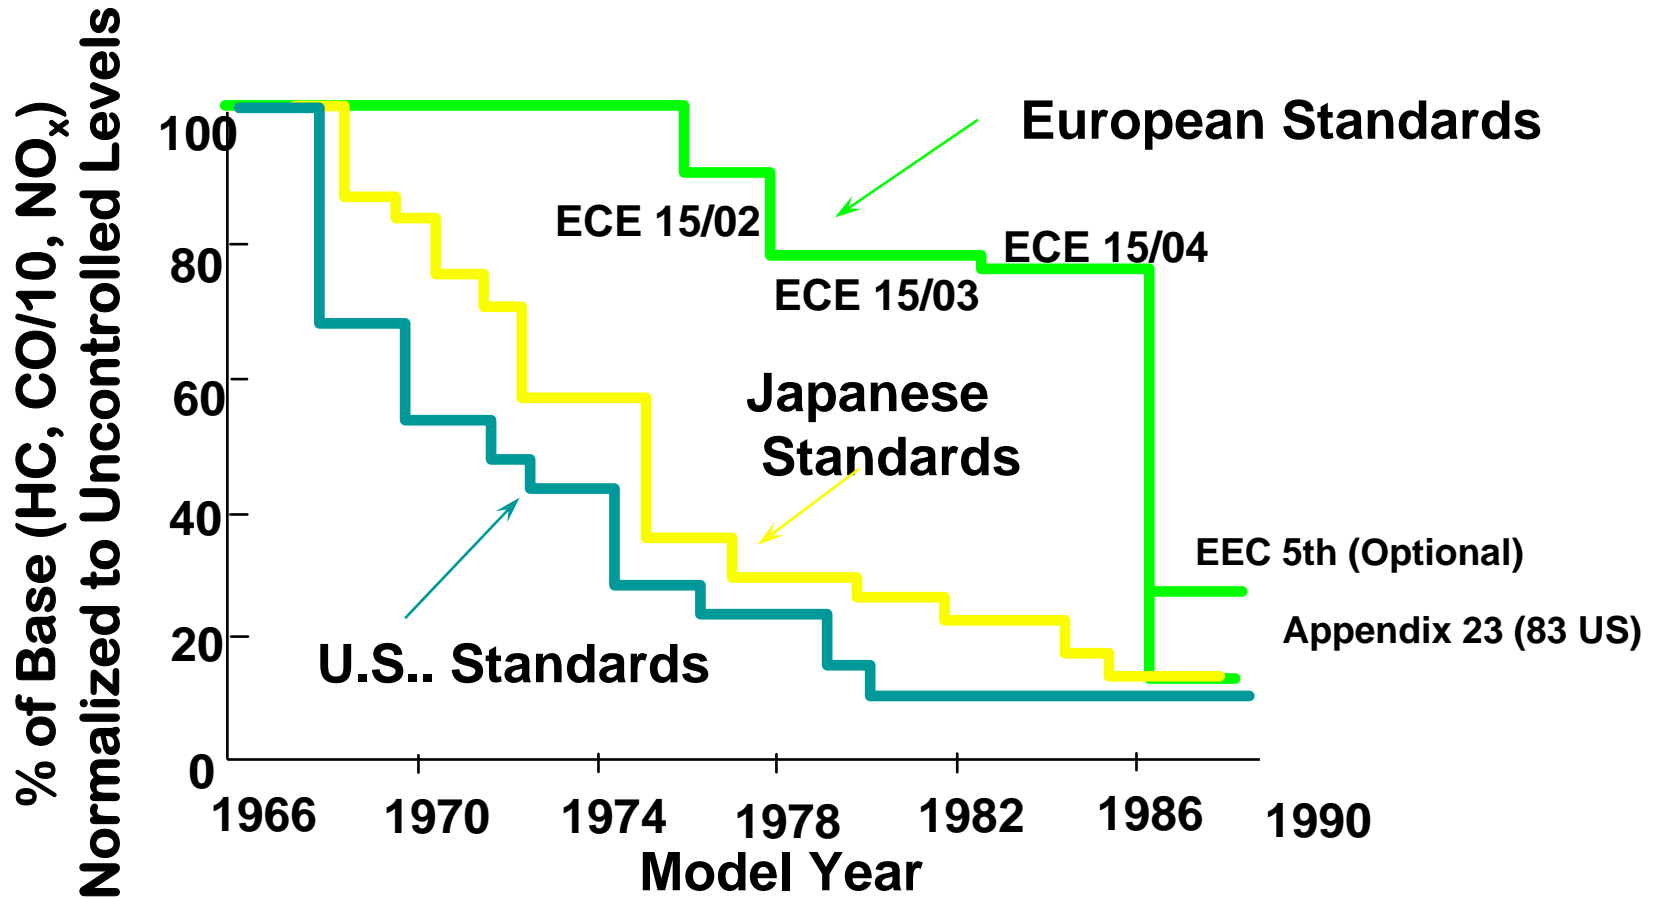 % of Base (HC, CO/10, NOx)
Normalized to Uncontrolled Levels
100
80
60
40
20
0
European Standards
ECE 15/02
ECE 15/04
ECE 15/03
Japanese
Standards
EEC 5th (Optional)
Appendix 23 (83 US)
U.S.. Standards
1966
1970
1974
1978
1982
1986
1990
Model Year